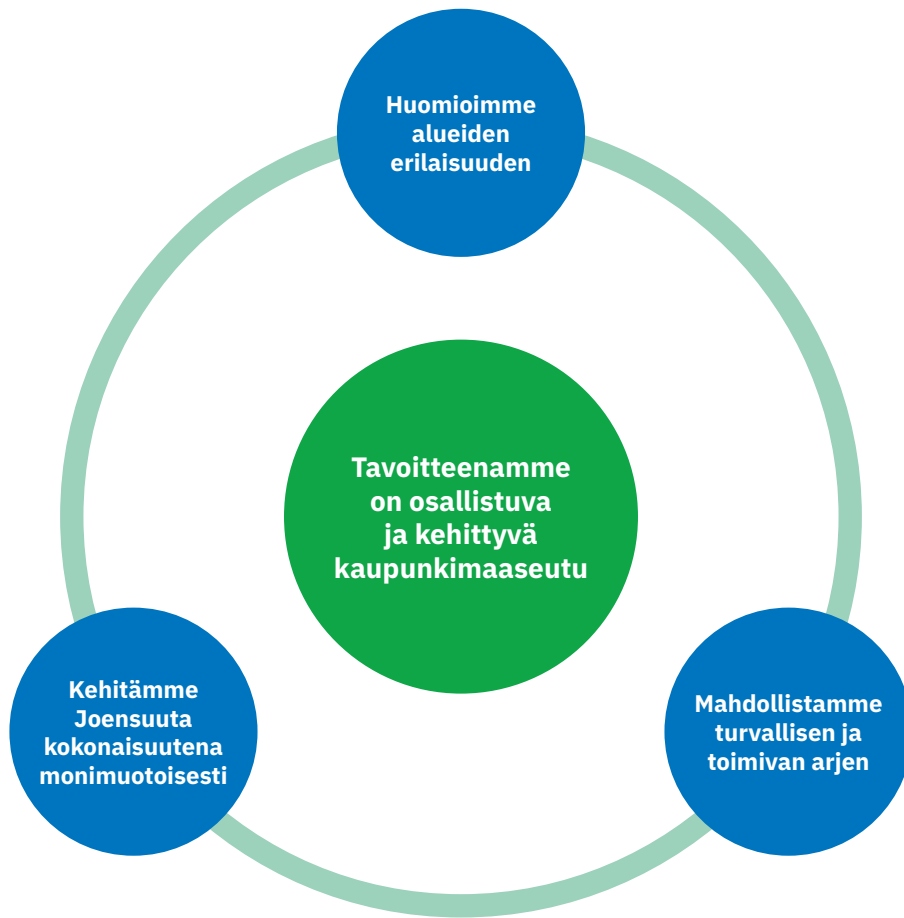 Huomioimme
alueiden
erilaisuuden
Tavoitteenamme
on osallistuva
ja kehittyvä
kaupunkimaaseutu
Kehitämme
Joensuuta
kokonaisuutena
monimuotoisesti
Mahdollistamme
turvallisen ja
toimivan arjen